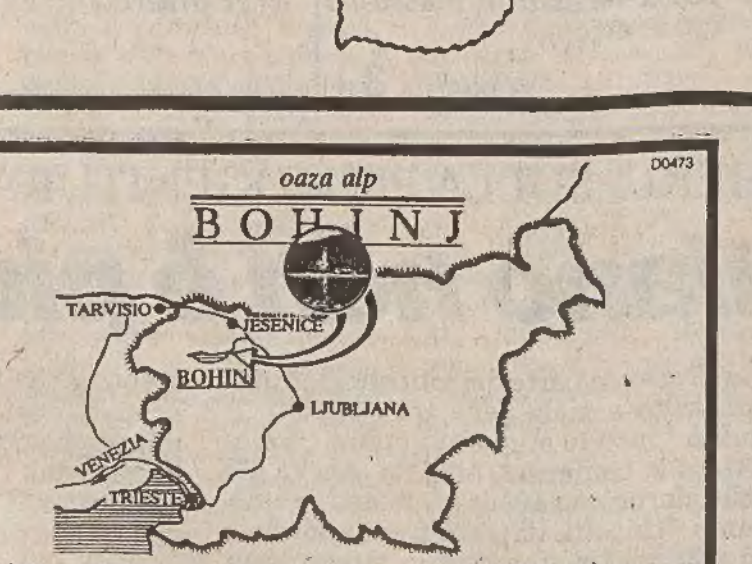 D0473
oaza alp
BOHINJ
TARVISIO
JESENICE
BOHINJ
LJUBLJANA
VENEZIA
TRIESTE